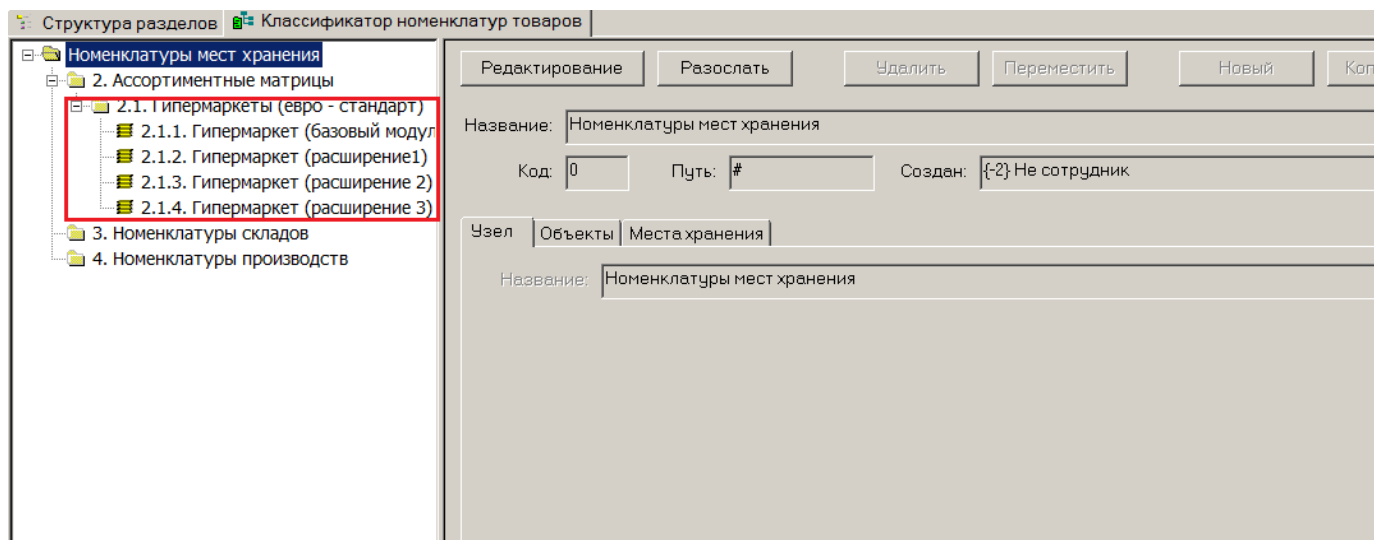 Структура разделов Классификатор номенклатур товаров
Номенклатуры мест хранения
2. Ассортиментные матрицы
2.1. Гипермаркеты (евро - стандарт)
2.1.1. Гипермаркет (базовый модул
2.1.2. Гипермаркет (расширение1)
2.1.3. Гипермаркет (расширение 2)
2.1.4. Гипермаркет (расширение 3)
3. Номенклатуры складов
4. Номенклатуры производств
Редактирование Разослать Удалить Переместить Новый Коп
Название: Номенклатуры мест хранения
Код: 0 Путь: # Создан: {-2} Не сотрудник
Узел Объекты Места хранения
Название: Номенклатуры мест хранения